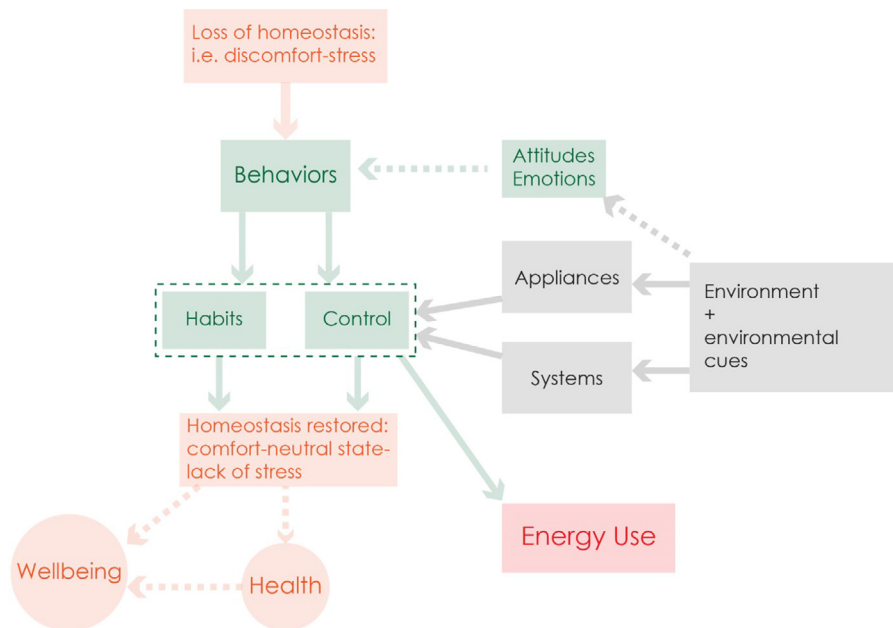 Loss of homeostasis:
i.e. discomfort-stress
Behaviors
Attitudes
Emotions
Appliances
Environment
+
environmental
cues
Habits
Control
Systems
Homeostasis restored:
comfort-neutral state-
lack of stress
Energy Use
Wellbeing
Health